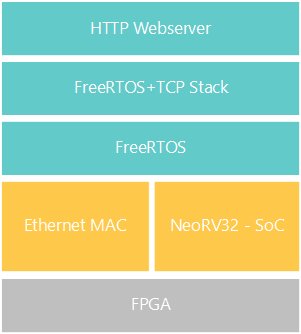 HTTP Webserver
FreeRTOS+TCP Stack
FreeRTOS
Ethernet MAC
NeoRV32 - SoC
FPGA